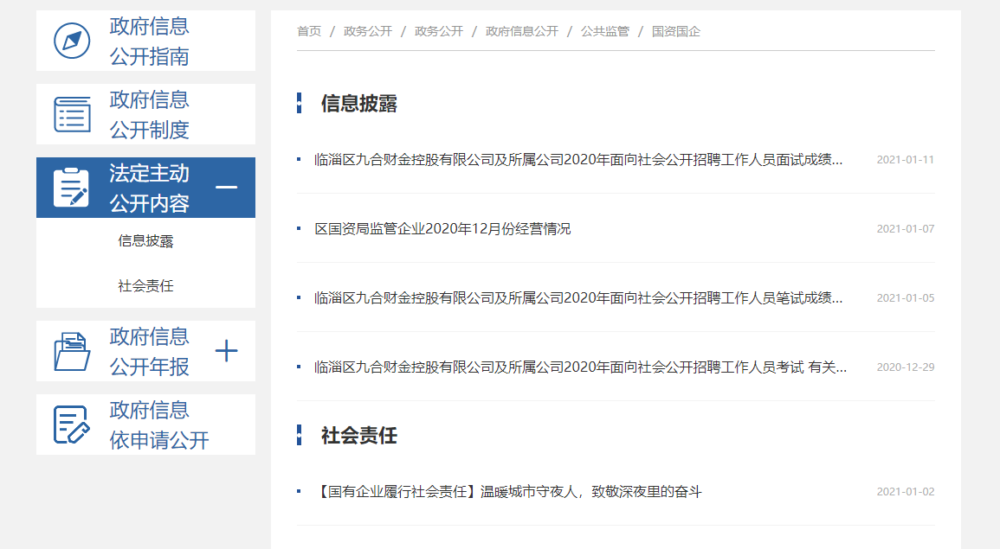 政府信息
公开指南
政府信息
公开制度
法定主动
公开内容
信息披露
社会责任
政府信息
公开年报
政府信息
依申请公开
首页 / 政务公开 / 政务公开 / 政府信息公开 / 公共监管 / 国资国企
信息披露
临淄区九合财金控股有限公司及所属公司2020年面向社会公开招聘工作人员面试成绩... 2021-01-11
区国资局监管企业2020年12月份经营情况 2021-01-07
临淄区九合财金控股有限公司及所属公司2020年面向社会公开招聘工作人员笔试成绩... 2021-01-05
临淄区九合财金控股有限公司及所属公司2020年面向社会公开招聘工作人员考试 有关... 2020-12-29
社会责任
【国有企业履行社会责任】温暖城市守夜人，致敬深夜里的奋斗 2021-01-02